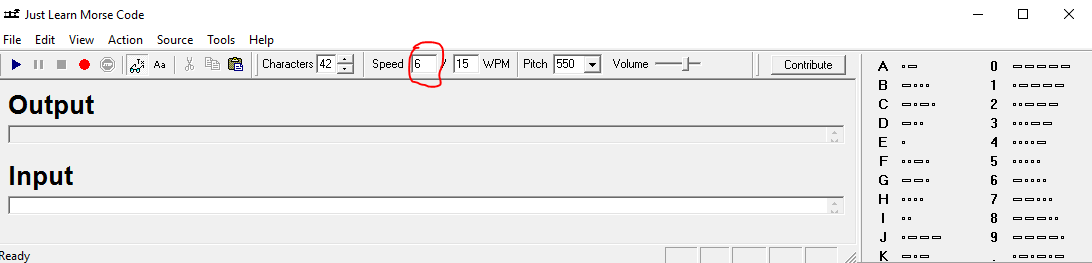 Just Learn Morse Code
File Edit View Action Source Tools Help
Aa Characters 42 Speed 6 / 15 WPM Pitch 550 Volume Contribute
Output
Input
Ready
A 0
B 1
C 2
D 3
E 4
F 5
G 6
H 7
I 8
J 9
K .